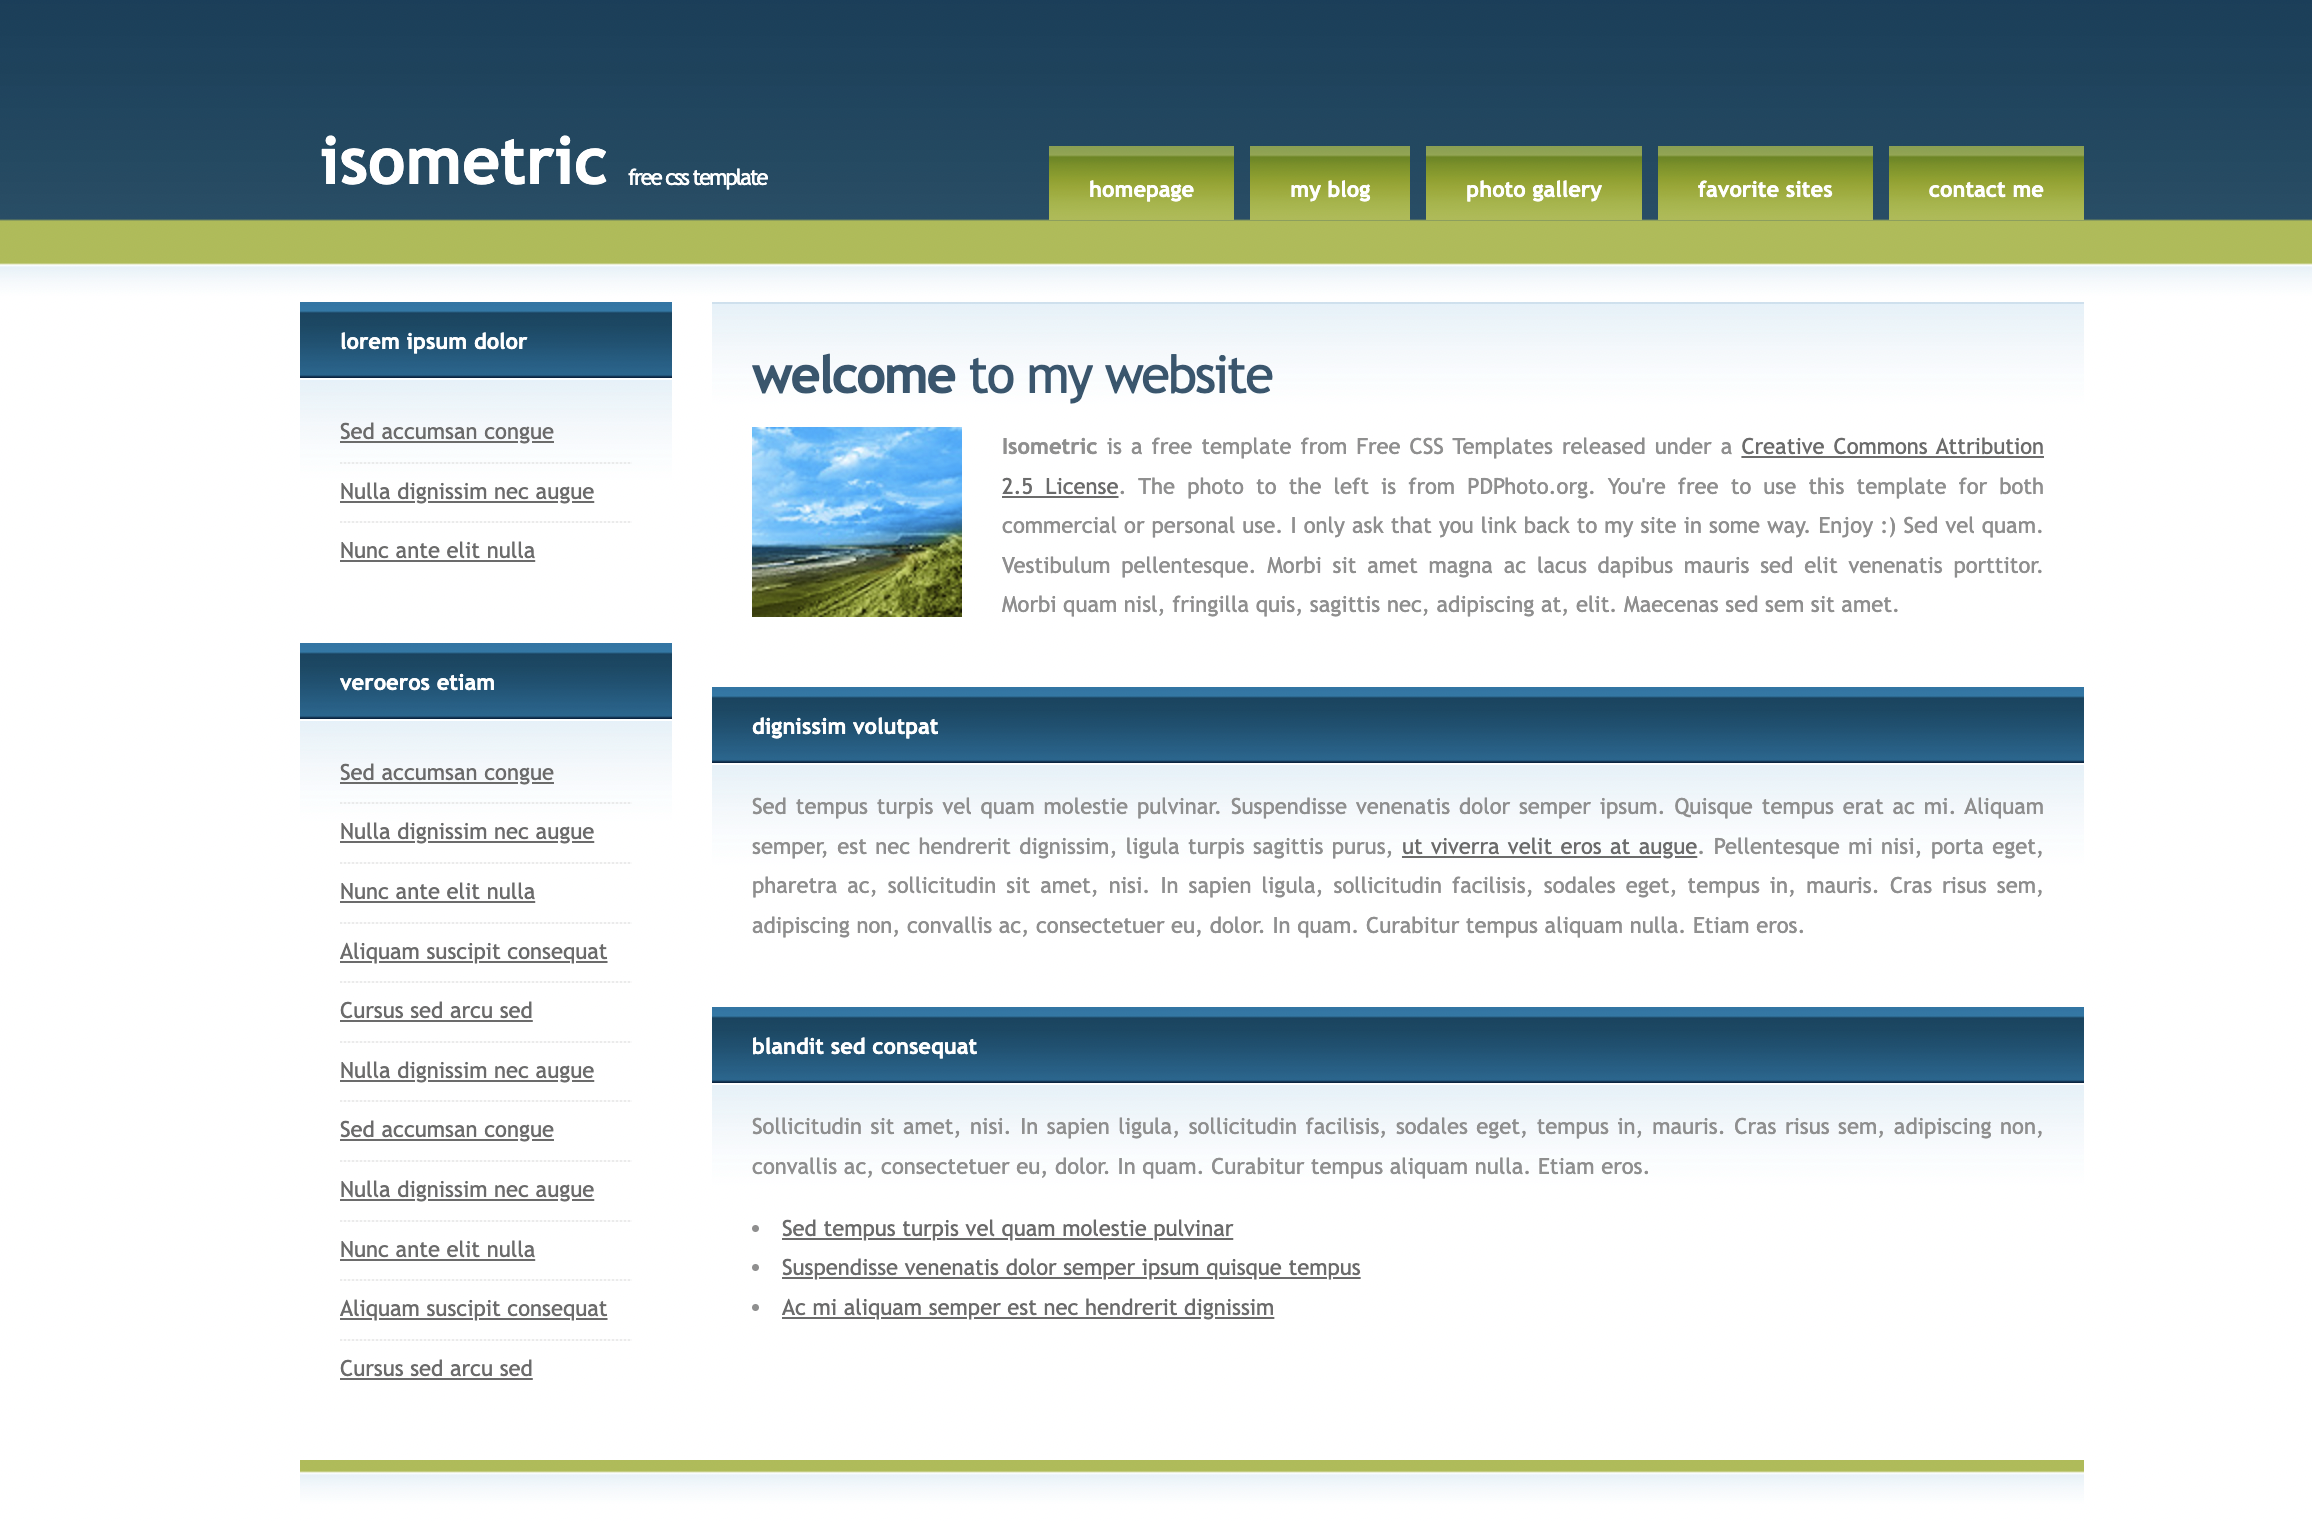 isometric free css template
homepage my blog photo gallery favorite sites contact me
lorem ipsum dolor
Sed accumsan congue
Nulla dignissim nec augue
Nunc ante elit nulla
veroeros etiam
Sed accumsan congue
Nulla dignissim nec augue
Nunc ante elit nulla
Aliquam suscipit consequat
Cursus sed arcu sed
Nulla dignissim nec augue
Sed accumsan congue
Nulla dignissim nec augue
Nunc ante elit nulla
Aliquam suscipit consequat
Cursus sed arcu sed
welcome to my website
Isometric is a free template from Free CSS Templates released under a Creative Commons Attribution
2.5 License. The photo to the left is from PDPhoto.org. You're free to use this template for both
commercial or personal use. I only ask that you link back to my site in some way. Enjoy :) Sed vel quam.
Vestibulum pellentesque. Morbi sit amet magna ac lacus dapibus mauris sed elit venenatis porttitor.
Morbi quam nisl, fringilla quis, sagittis nec, adipiscing at, elit. Maecenas sed sem sit amet.
dignissim volutpat
Sed tempus turpis vel quam molestie pulvinar. Suspendisse venenatis dolor semper ipsum. Quisque tempus erat ac mi. Aliquam
semper, est nec hendrerit dignissim, ligula turpis sagittis purus, ut viverra velit eros at augue. Pellentesque mi nisi, porta eget,
pharetra ac, sollicitudin sit amet, nisi. In sapien ligula, sollicitudin facilisis, sodales eget, tempus in, mauris. Cras risus sem,
adipiscing non, convallis ac, consectetuer eu, dolor. In quam. Curabitur tempus aliquam nulla. Etiam eros.
blandit sed consequat
Sollicitudin sit amet, nisi. In sapien ligula, sollicitudin facilisis, sodales eget, tempus in, mauris. Cras risus sem, adipiscing non,
convallis ac, consectetuer eu, dolor. In quam. Curabitur tempus aliquam nulla. Etiam eros.
• Sed tempus turpis vel quam molestie pulvinar
• Suspendisse venenatis dolor semper ipsum quisque tempus
• Ac mi aliquam semper est nec hendrerit dignissim